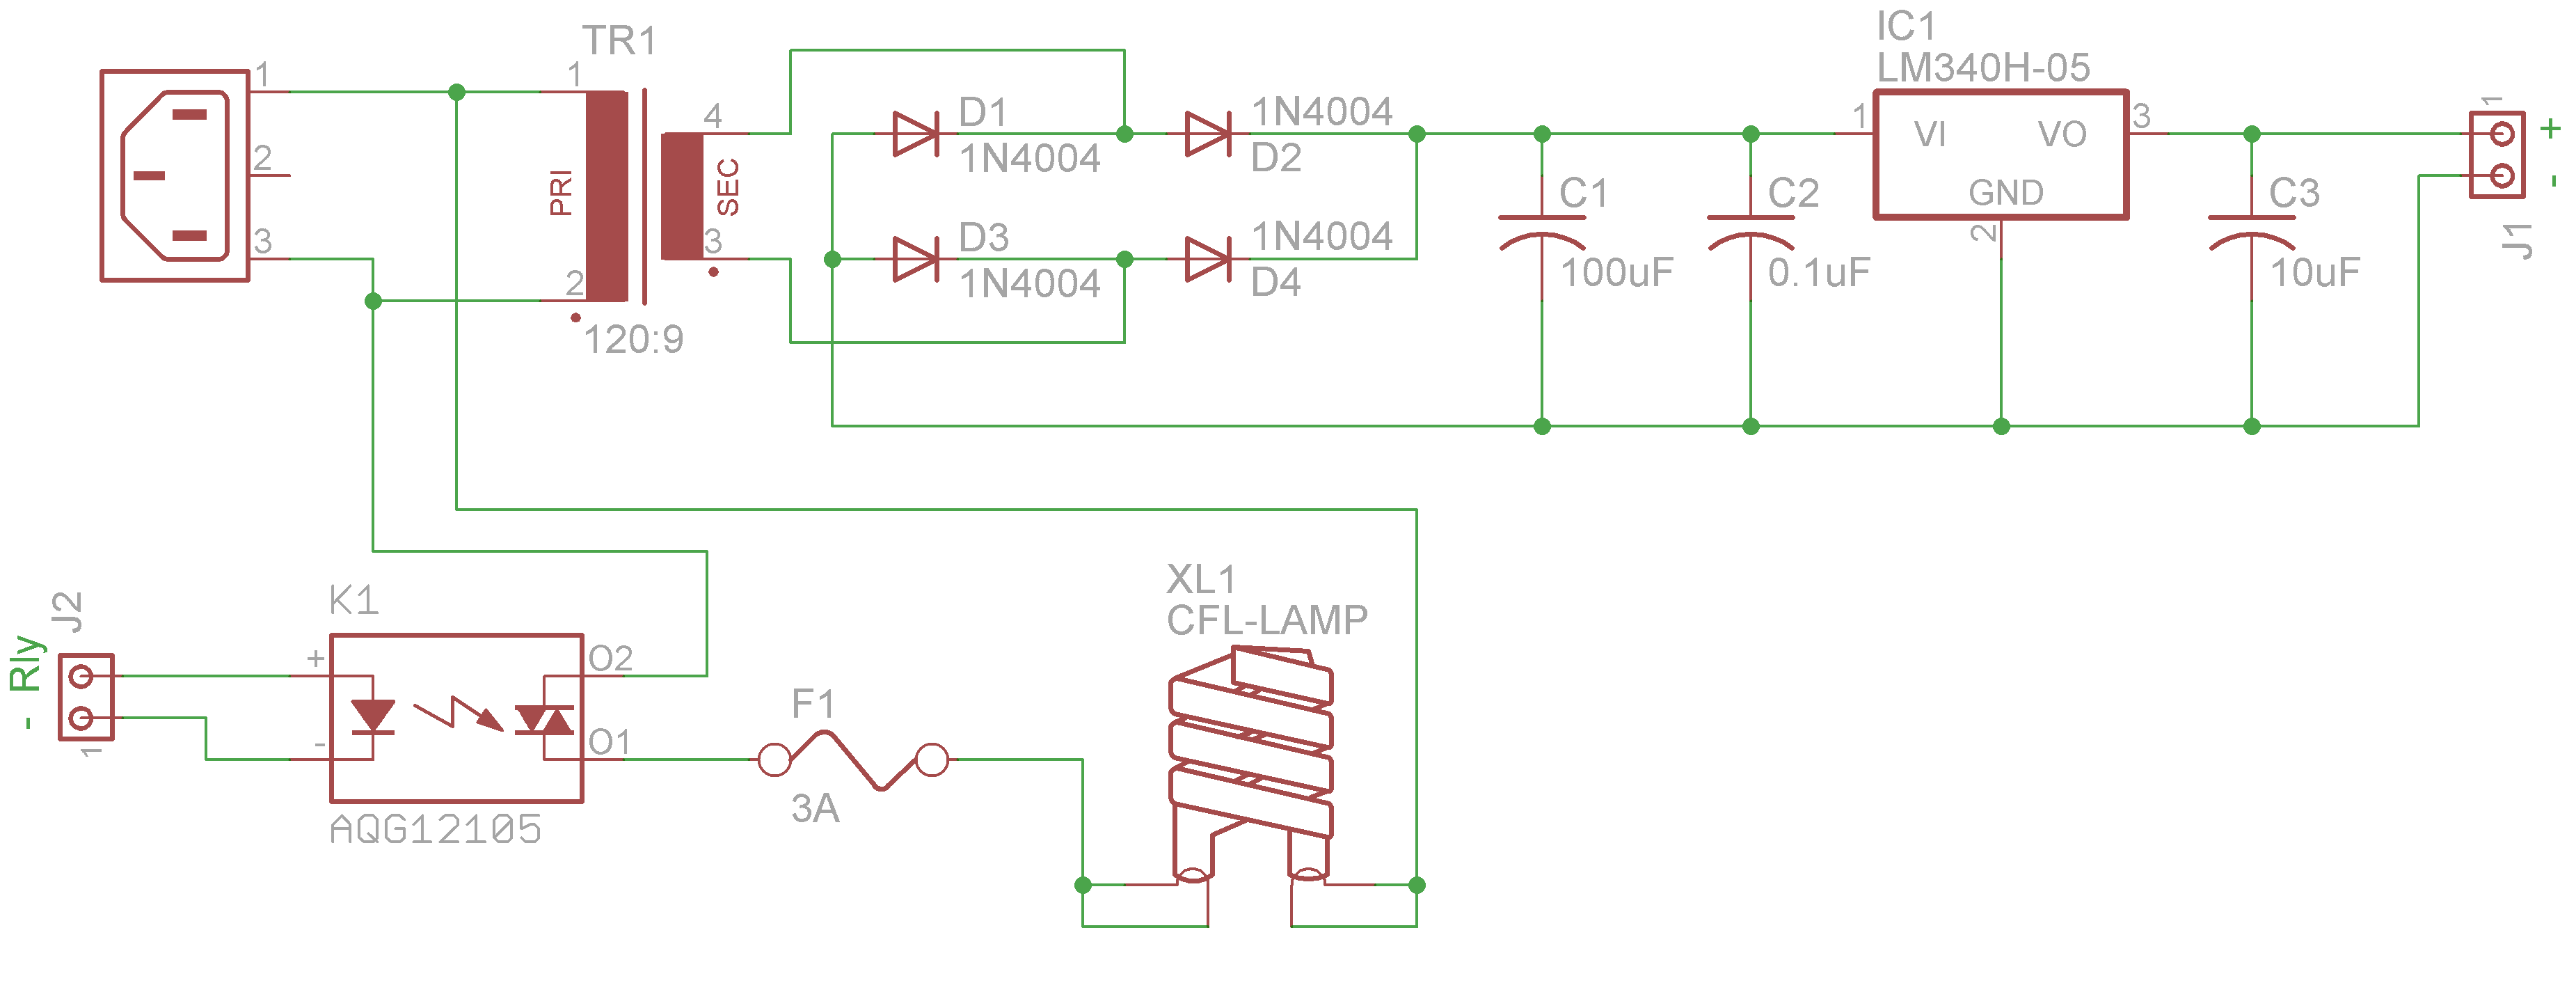 TR1
1
2
3
1
2
PRI
SEC
4
3
120:9
D1
1N4004
1N4004
D2
D3
1N4004
1N4004
D4
C1
100uF
C2
0.1uF
IC1
LM340H-05
1
VI
VO
3
GND
2
C3
10uF
1
+
-
J1
J2
- Rly
1
K1
+
-
O2
O1
AQG12105
F1
3A
XL1
CFL-LAMP